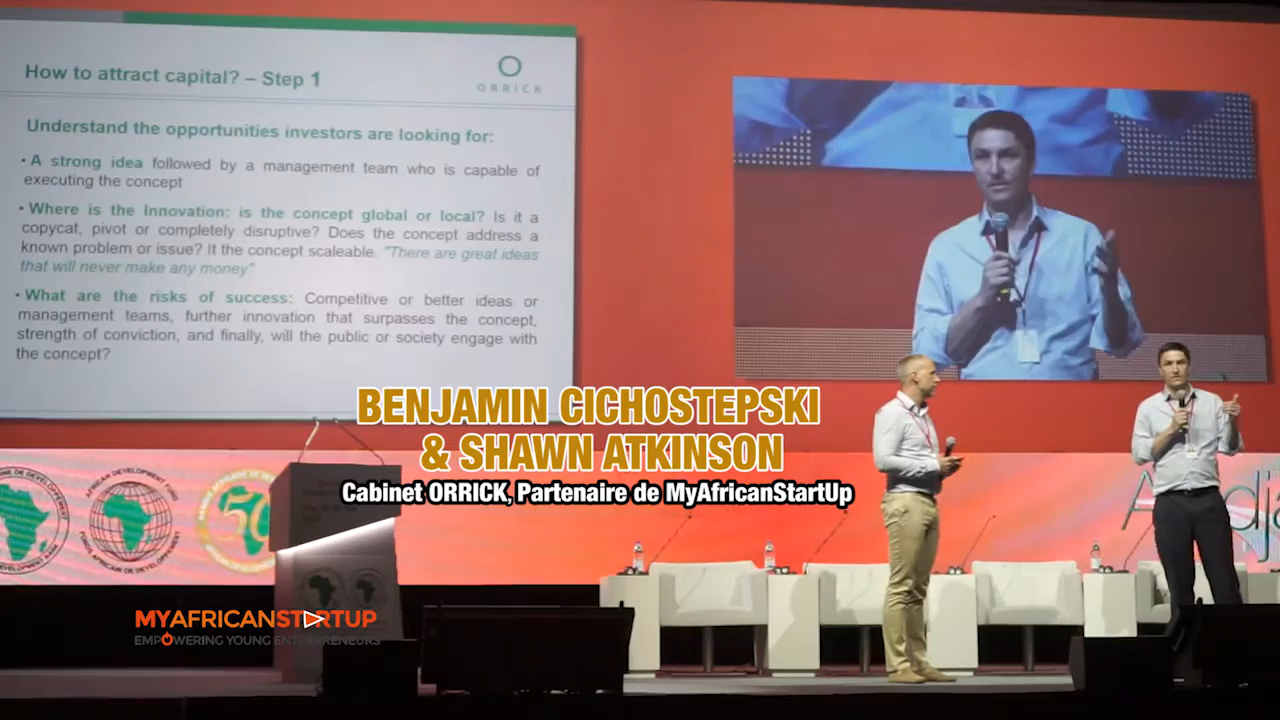 How to attract capital? – Step 1
ORRICK
Understand the opportunities investors are looking for:
• A strong idea followed by a management team who is capable of
executing the concept
• Where is the Innovation: is the concept global or local? Is it a
copycat, pivot or completely disruptive? Does the concept address a
known problem or issue? It the concept scaleable. "There are great ideas
that will never make any money"
• What are the risks of success: Competitive or better ideas or
management teams, further innovation that surpasses the concept,
strength of conviction, and finally, will the public or society engage with
the concept?
BENJAMIN CICHOSTEPSKI
& SHAWN ATKINSON
Cabinet ORRICK, Partenaire de MyAfricanStartUp
AFRICAN DEVELOPMENT FUND
FONDS AFRICAIN DE DEVELOPPEMENT
50
MYAFRICANSTARTUP
EMPOWERING YOUNG ENTREPRENEURS